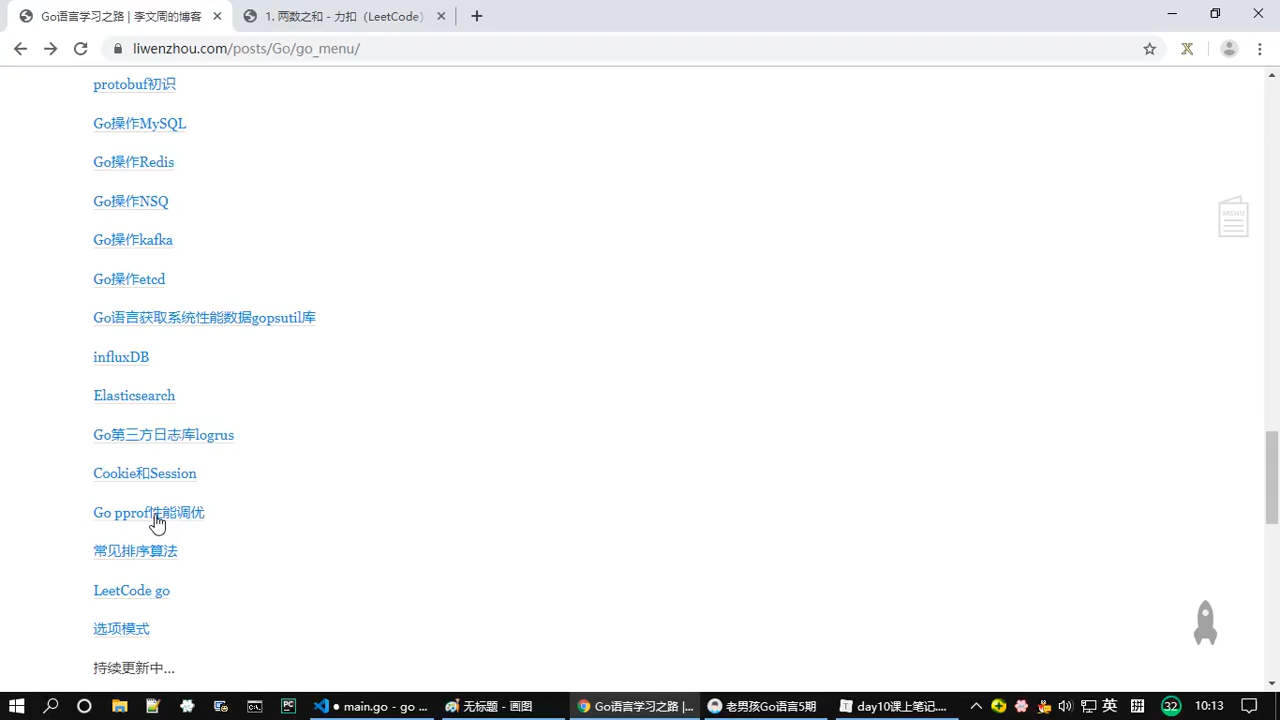 Go语言学习之路 | 李文周的博客
1. 两数之和 - 力扣（LeetCode）
liwenzhou.com/posts/Go/go_menu/
protobuf初识
Go操作MySQL
Go操作Redis
Go操作NSQ
Go操作kafka
Go操作etcd
Go语言获取系统性能数据gopsutil库
influxDB
Elasticsearch
Go第三方日志库logrus
Cookie和Session
Go pprof性能调优
常见排序算法
LeetCode go
选项模式
持续更新中...
MENU
● main.go - go ...
无标题 - 画图
Go语言学习之路 |...
老男孩Go语言5期
day10课上笔记....
英
拼
32
10:13